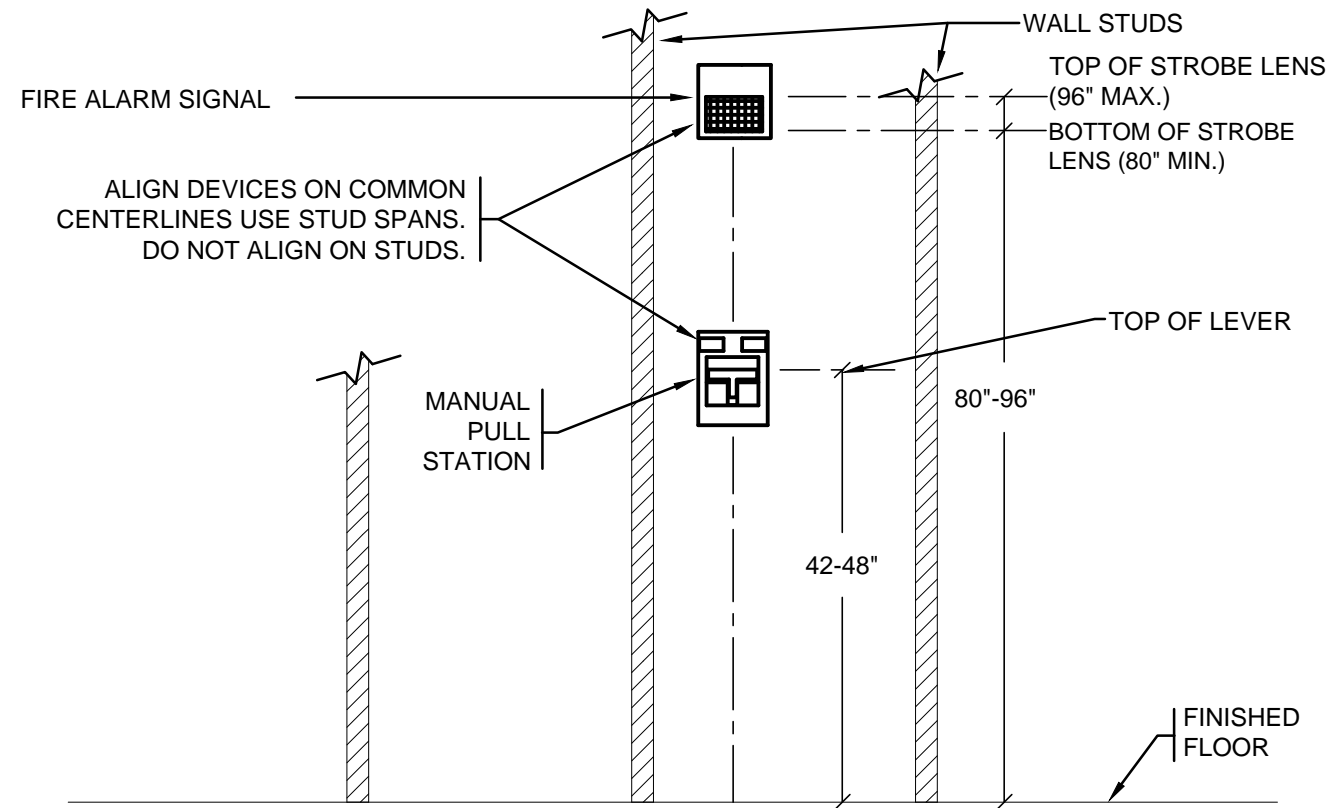 WALL STUDS
FIRE ALARM SIGNAL
TOP OF STROBE LENS
(96" MAX.)
BOTTOM OF STROBE
LENS (80" MIN.)
ALIGN DEVICES ON COMMON
CENTERLINES USE STUD SPANS.
DO NOT ALIGN ON STUDS.
TOP OF LEVER
MANUAL
PULL
STATION
80"-96"
42-48"
FINISHED
FLOOR